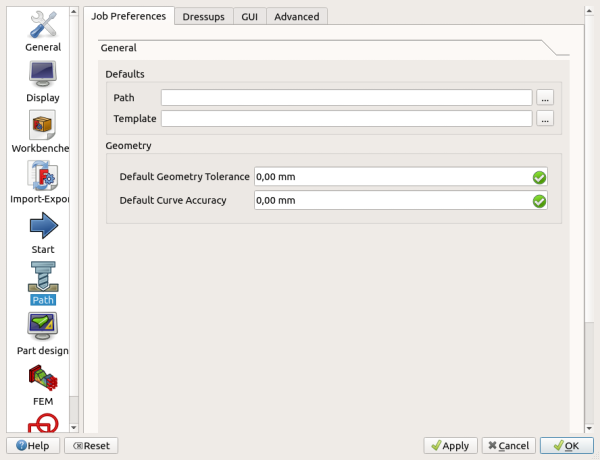 Job Preferences Dressups GUI Advanced
General
General
Display
Defaults
Path ...
Template ...
Workbenche
Geometry
Default Geometry Tolerance 0,00 mm
Default Curve Accuracy 0,00 mm
Import-Expor
Start
Path
Part design
FEM
Help Reset Apply Cancel OK